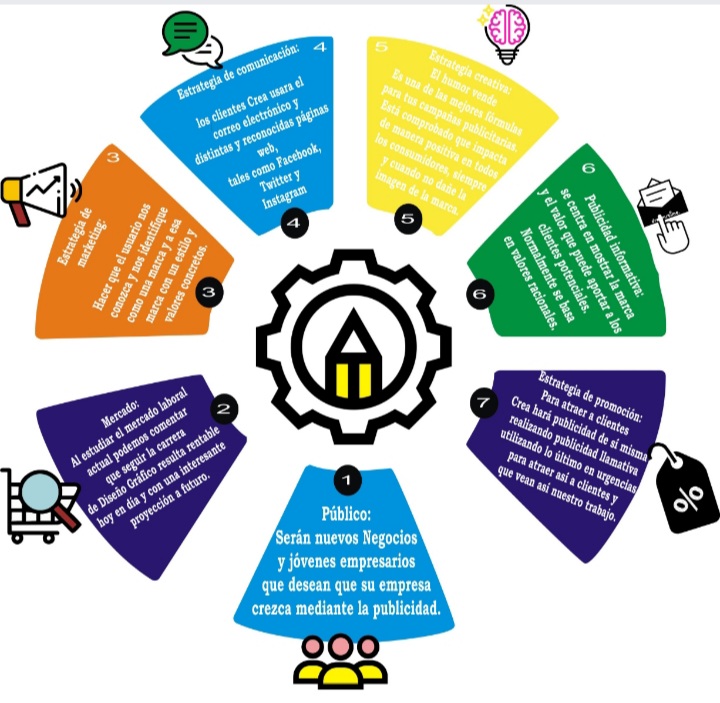 1
Público:
Serán nuevos Negocios
y jóvenes empresarios
que desean que su empresa
crezca mediante la publicidad.
2
Mercado:
Al estudiar el mercado laboral
actual podemos comentar
que seguir la carrera
de Diseño Gráfico resulta rentable
hoy en día y con una interesante
proyección a futuro.
3
3
Estrategia de
marketing:
Hacer que el usuario nos
conozca y nos identifique
como una marca y a esa
marca con un estilo y
valores concretos.
4
Estrategia de comunicación:
los clientes Crea usara el
correo electrónico y
distintas y reconocidas páginas
web,
tales como Facebook,
Twitter y
Instagram
4
5
Estrategia creativa:
El humor vende
Es una de las mejores fórmulas
para tus campañas publicitarias.
Está comprobado que impacta
de manera positiva en todos
los consumidores, siempre
y cuando no dañe la
imagen de la marca.
5
6
Publicidad informativa:
se centra en mostrar la marca
y el valor que puede aportar a los
clientes potenciales.
Normalmente se basa
en valores racionales.
6
7
Estrategia de promoción:
Para atraer a clientes
Crea hará publicidad de sí misma
realizando publicidad llamativa
utilizando lo último en urgencias
para atraer así a clientes y
que vean así nuestro trabajo.
%